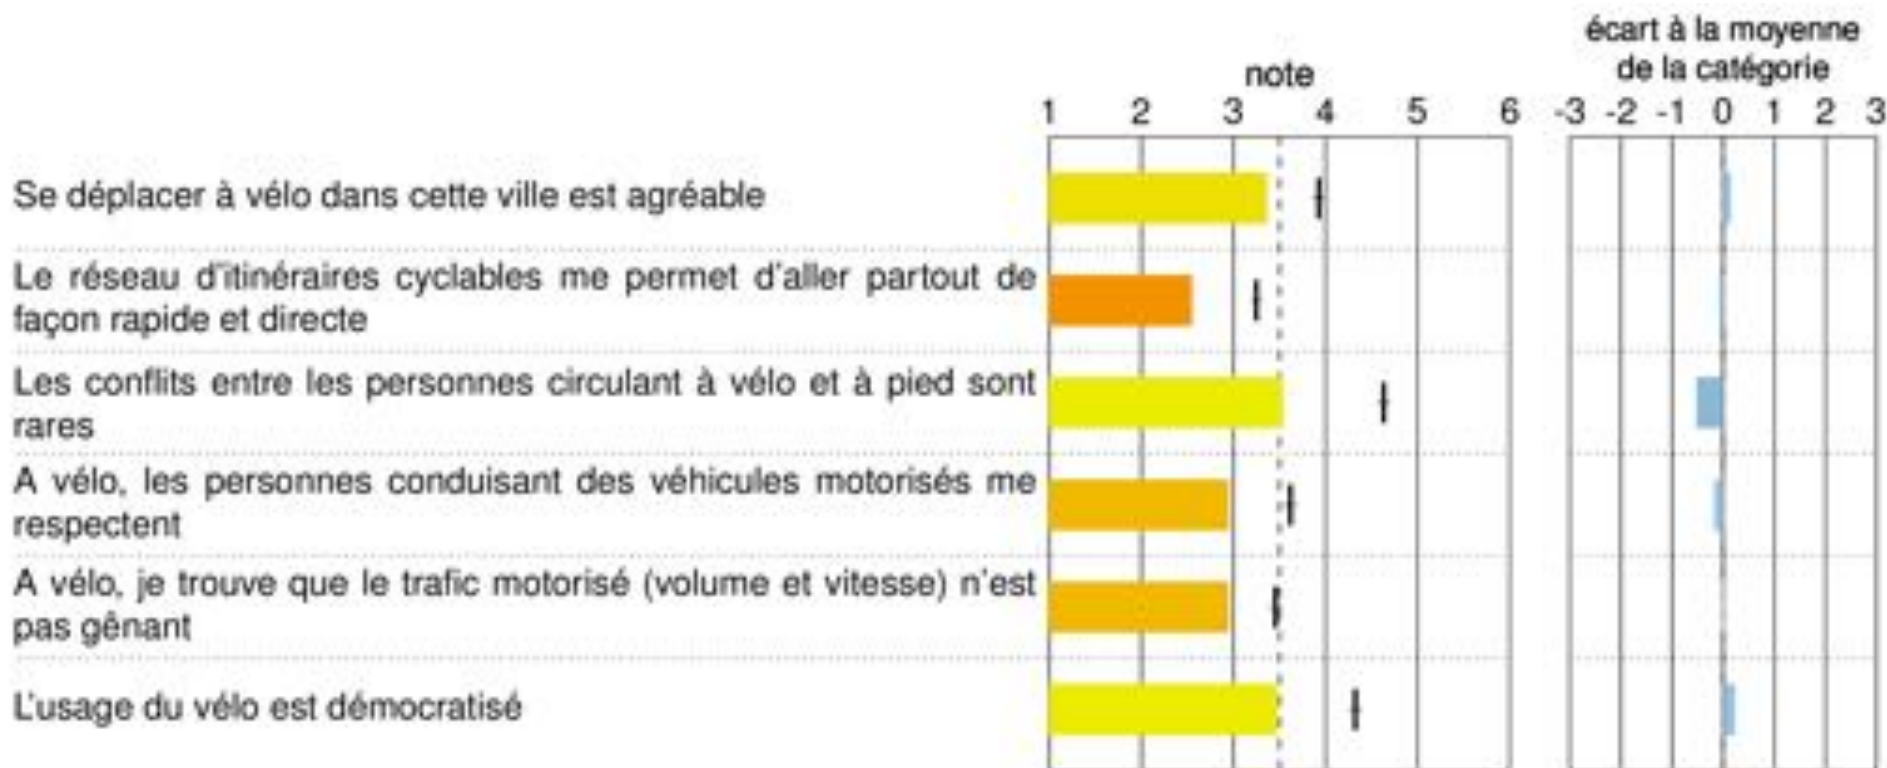 écart à la moyenne
de la catégorie
note
1 2 3 4 5 6 -3 -2 -1 0 1 2 3
Se déplacer à vélo dans cette ville est agréable
Le réseau d'itinéraires cyclables me permet d'aller partout de
façon rapide et directe
Les conflits entre les personnes circulant à vélo et à pied sont
rares
A vélo, les personnes conduisant des véhicules motorisés me
respectent
A vélo, je trouve que le trafic motorisé (volume et vitesse) n'est
pas gênant
L'usage du vélo est démocratisé